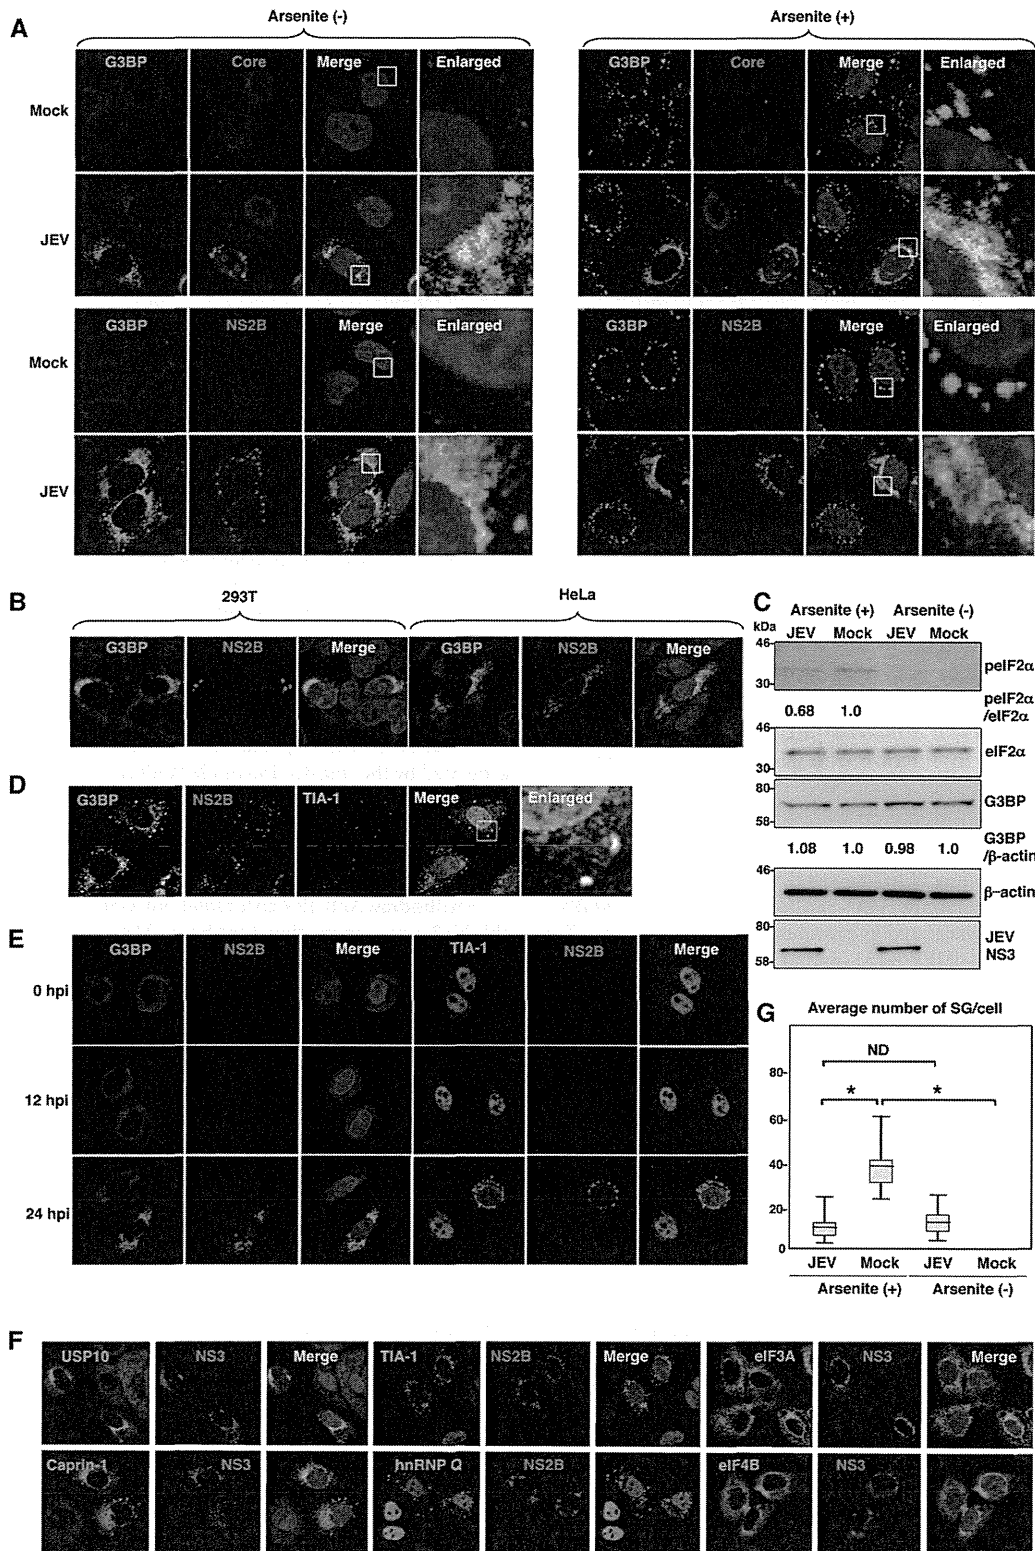 A
Arsenite (-)
Arsenite (+)
G3BP Core Merge Enlarged
G3BP Core Merge Enlarged
Mock
JEV
G3BP NS2B Merge Enlarged
G3BP NS2B Merge Enlarged
Mock
JEV
B
293T
HeLa
G3BP NS2B Merge G3BP NS2B Merge
C
Arsenite (+) Arsenite (-)
kDa JEV Mock JEV Mock
46-
30-
peIF2α
0.68 1.0
peIF2α
/eIF2α
46-
30-
eIF2α
80-
58-
G3BP
1.08 1.0 0.98 1.0
G3BP
/β-actin
46-
β-actin
80-
58-
JEV
NS3
D
G3BP NS2B TIA-1 Merge Enlarged
E
G3BP NS2B Merge TIA-1 NS2B Merge
0 hpi
12 hpi
24 hpi
G
Average number of SG/cell
ND
* *
80-
60-
40-
20-
0
JEV Mock JEV Mock
Arsenite (+) Arsenite (-)
F
USP10 NS3 Merge TIA-1 NS2B Merge eIF3A NS3 Merge
Caprin-1 NS3 hnRNP Q NS2B eIF4B NS3